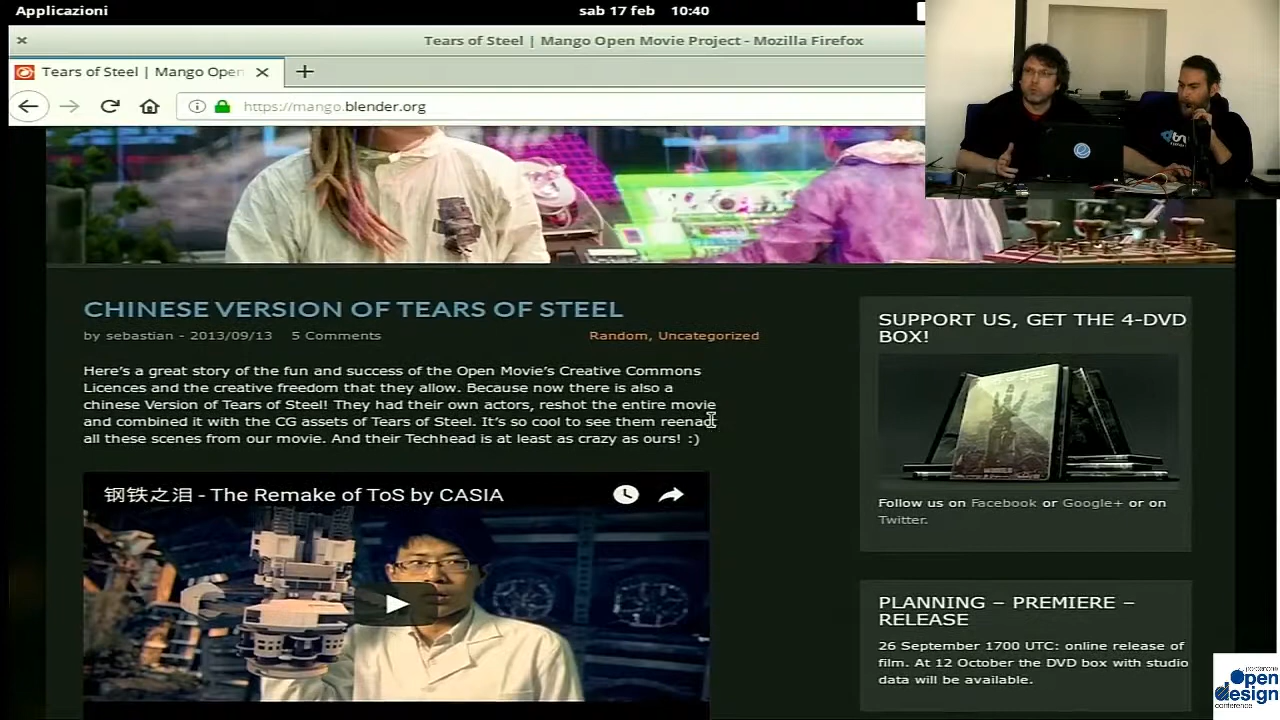 Applicazioni
sab 17 feb 10:40
Tears of Steel | Mango Open Movie Project - Mozilla Firefox
Tears of Steel | Mango Open
https://mango.blender.org
CHINESE VERSION OF TEARS OF STEEL
by sebastian - 2013/09/13 5 Comments
Random, Uncategorized
Here's a great story of the fun and success of the Open Movie's Creative Commons
Licences and the creative freedom that they allow. Because now there is also a
chinese Version of Tears of Steel! They had their own actors, reshot the entire movie
and combined it with the CG assets of Tears of Steel. It's so cool to see them reenact
all these scenes from our movie. And their Techhead is at least as crazy as ours! :)
钢铁之泪 - The Remake of ToS by CASIA
SUPPORT US, GET THE 4-DVD
BOX!
Follow us on Facebook or Google+ or on
Twitter.
PLANNING – PREMIERE –
RELEASE
26 September 1700 UTC: online release of
film. At 12 October the DVD box with studio
data will be available.
pordenone
open
design
conference